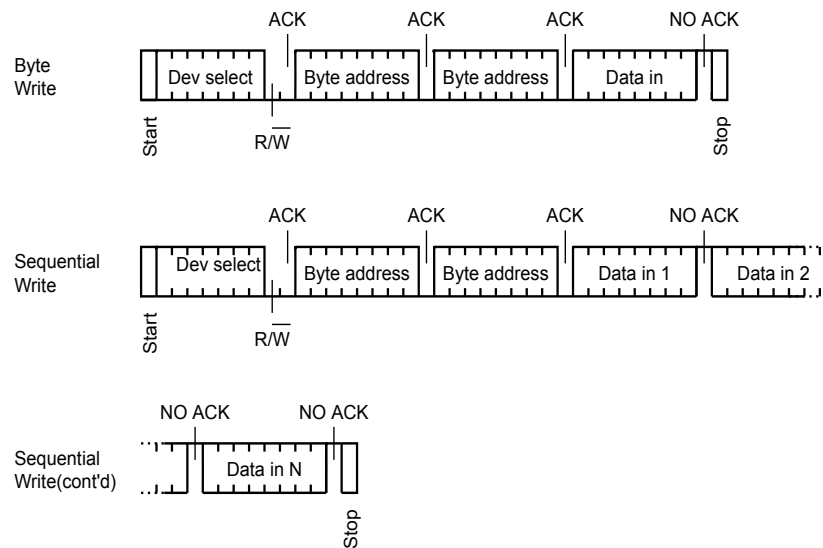 ACK ACK ACK NO ACK
Byte
Write
Dev select Byte address Byte address Data in
Start R/W Stop
ACK ACK ACK NO ACK
Sequential
Write
Dev select Byte address Byte address Data in 1 Data in 2
Start R/W
NO ACK NO ACK
Sequential
Write(cont'd)
Data in N
Stop